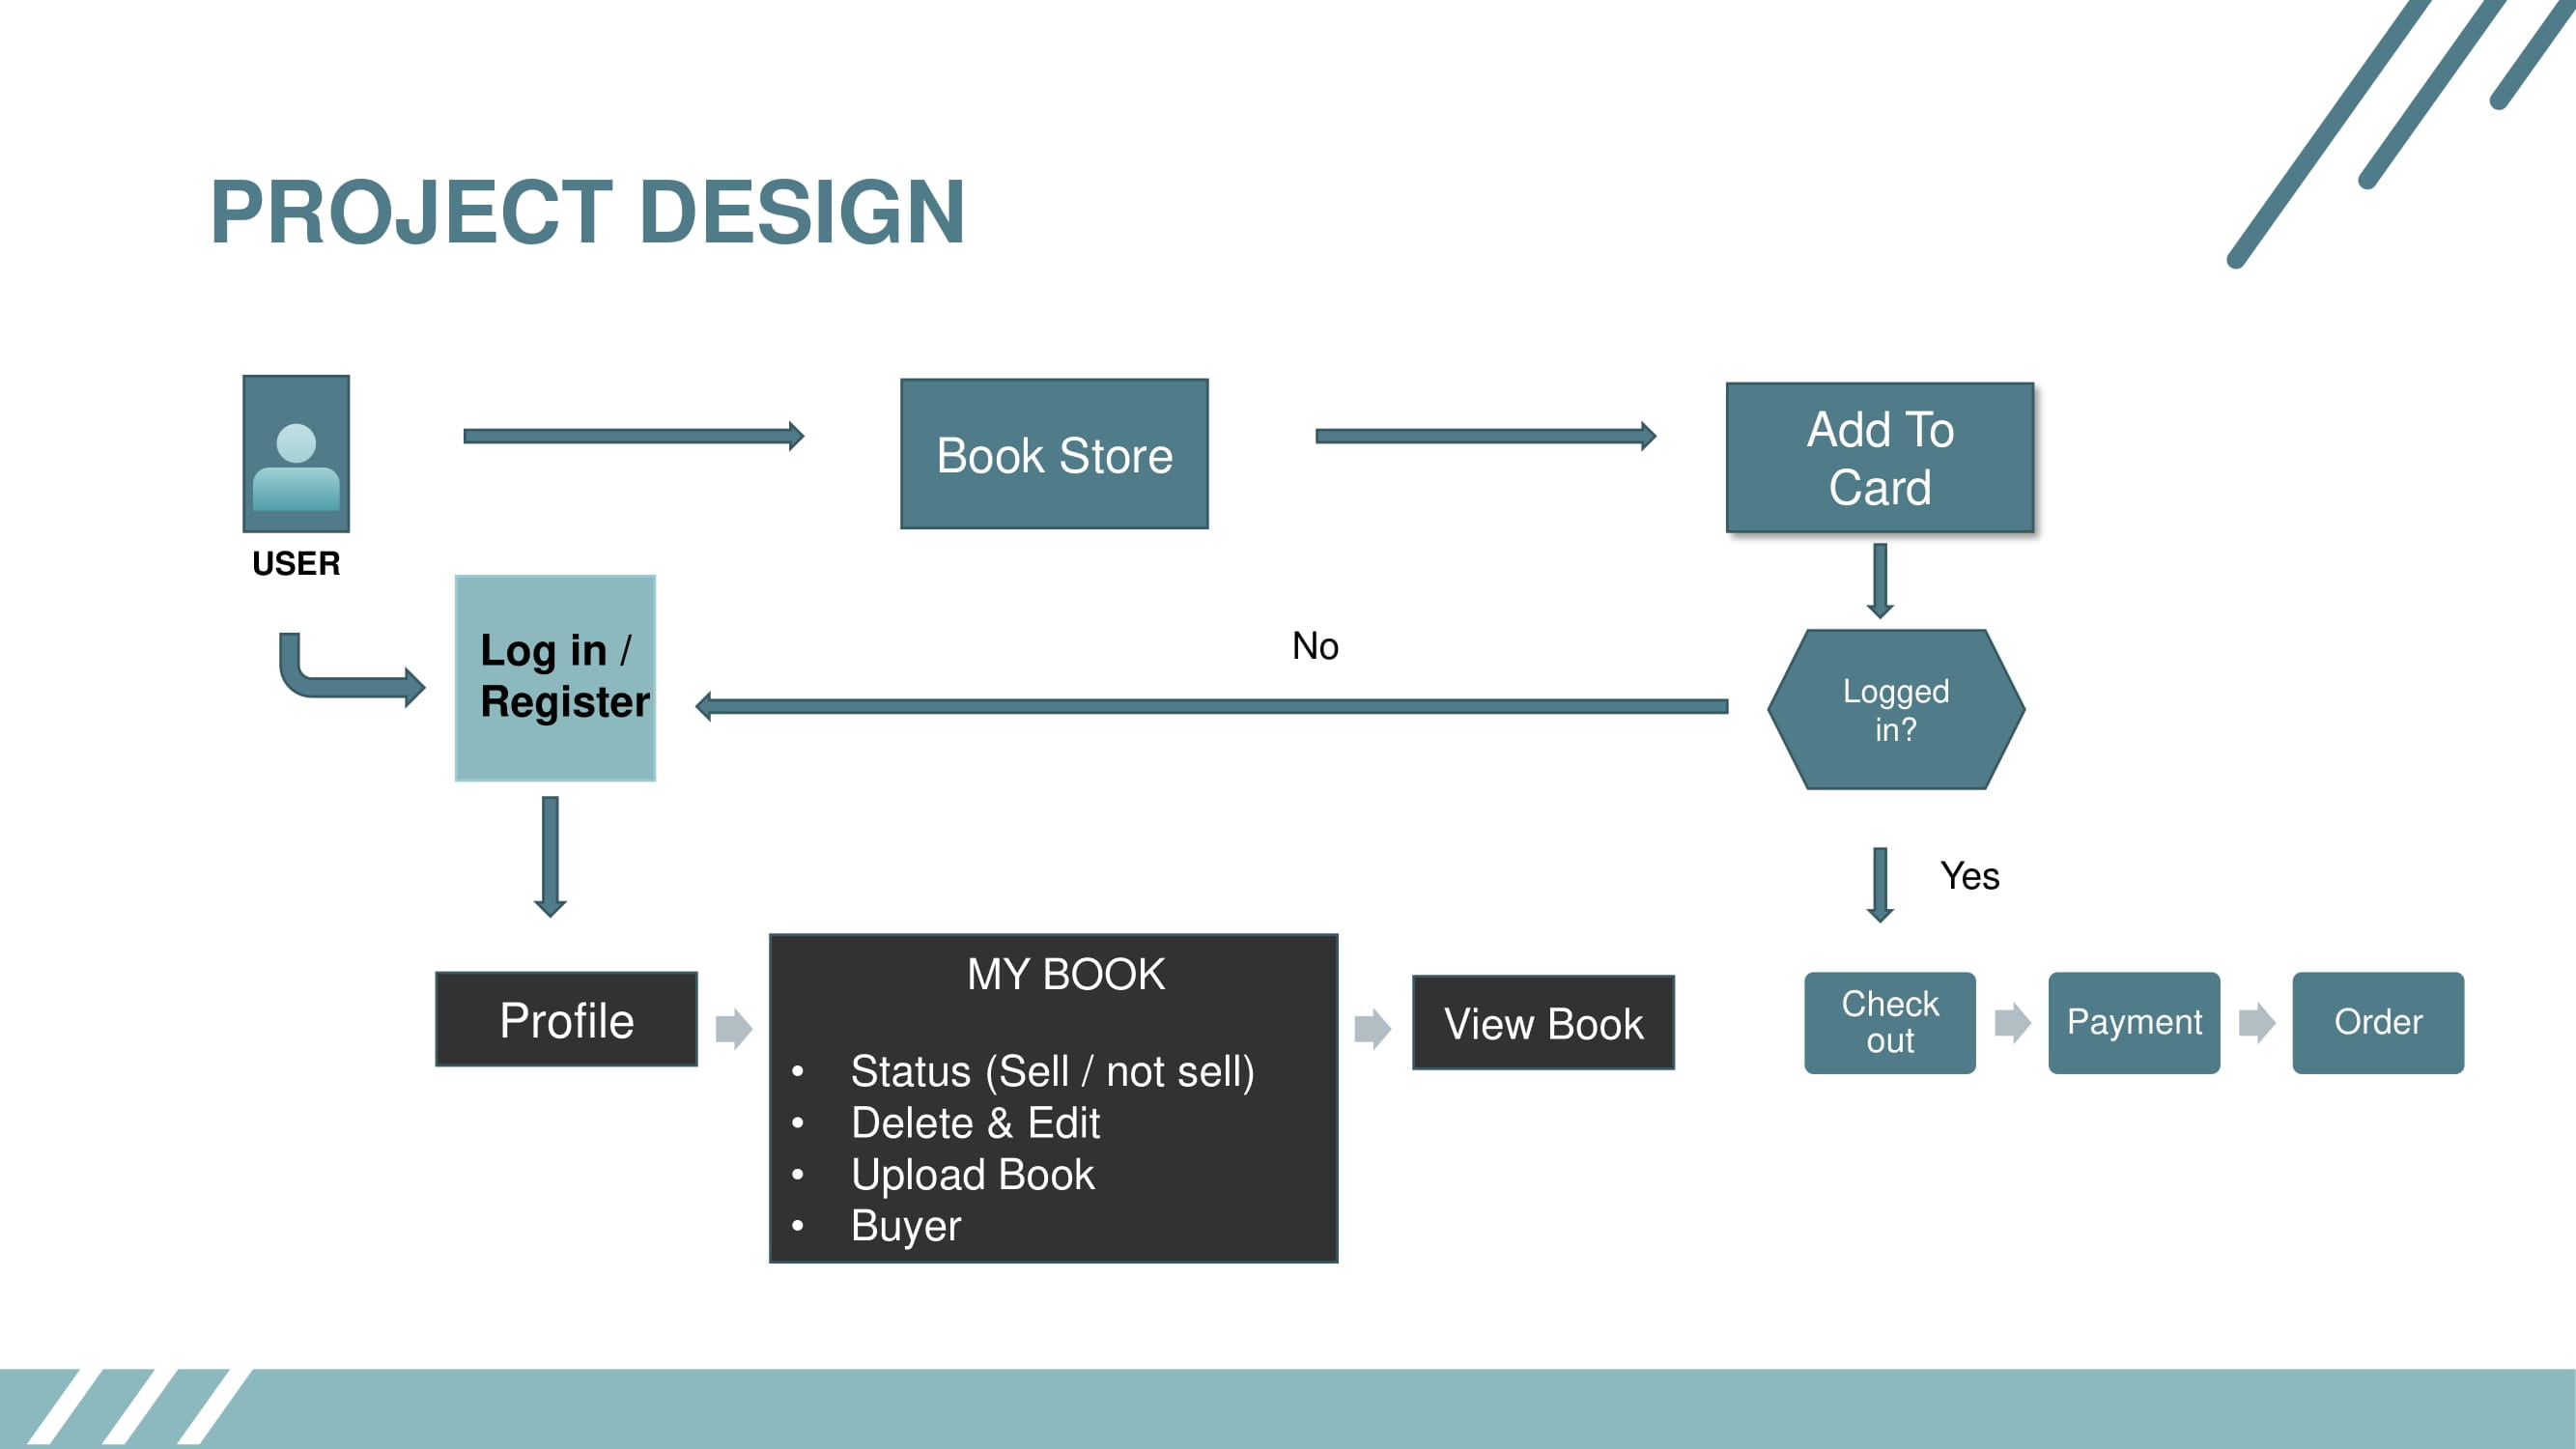 PROJECT DESIGN
Book Store
Add To
Card
USER
Log in /
Register
No
Logged
in?
Yes
Profile
MY BOOK
• Status (Sell / not sell)
• Delete & Edit
• Upload Book
• Buyer
View Book
Check
out
Payment
Order